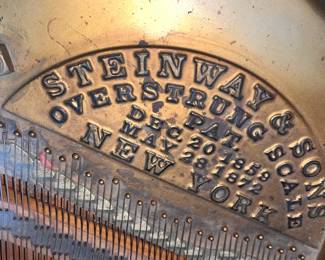 STEINWAY & SONS
OVERSTRUNG SCALE
PAT.
DEC. 20 1859
MAY 28 1872
NEW YORK